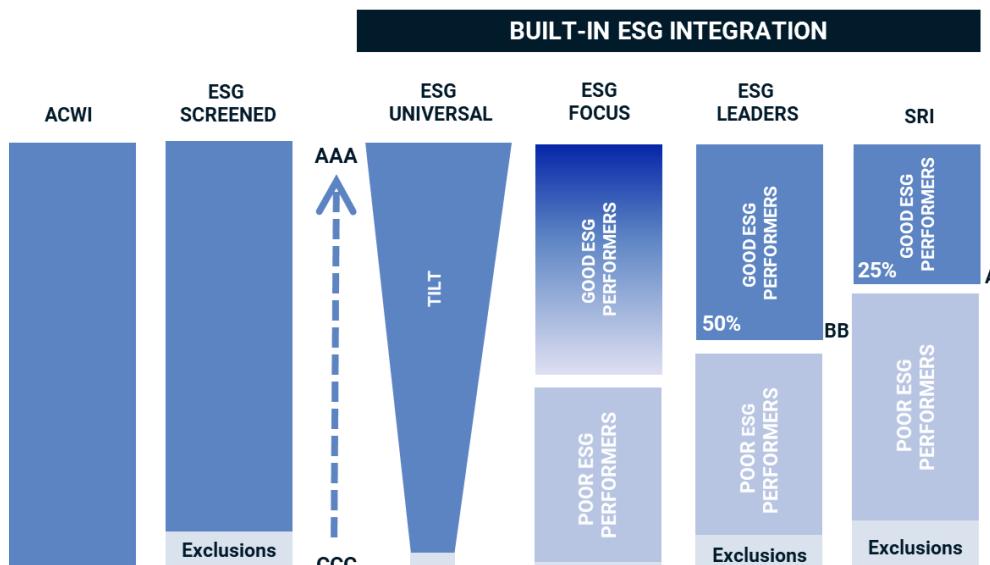 BUILT-IN ESG INTEGRATION
ACWI
ESG
SCREENED
ESG
UNIVERSAL
ESG
FOCUS
ESG
LEADERS
SRI
AAA
TILT
GOOD ESG
PERFORMERS
GOOD ESG
PERFORMERS
50%
BB
GOOD ESG
PERFORMERS
25%
A
POOR ESG
PERFORMERS
POOR ESG
PERFORMERS
POOR ESG
PERFORMERS
Exclusions
CCC
Exclusions
Exclusions